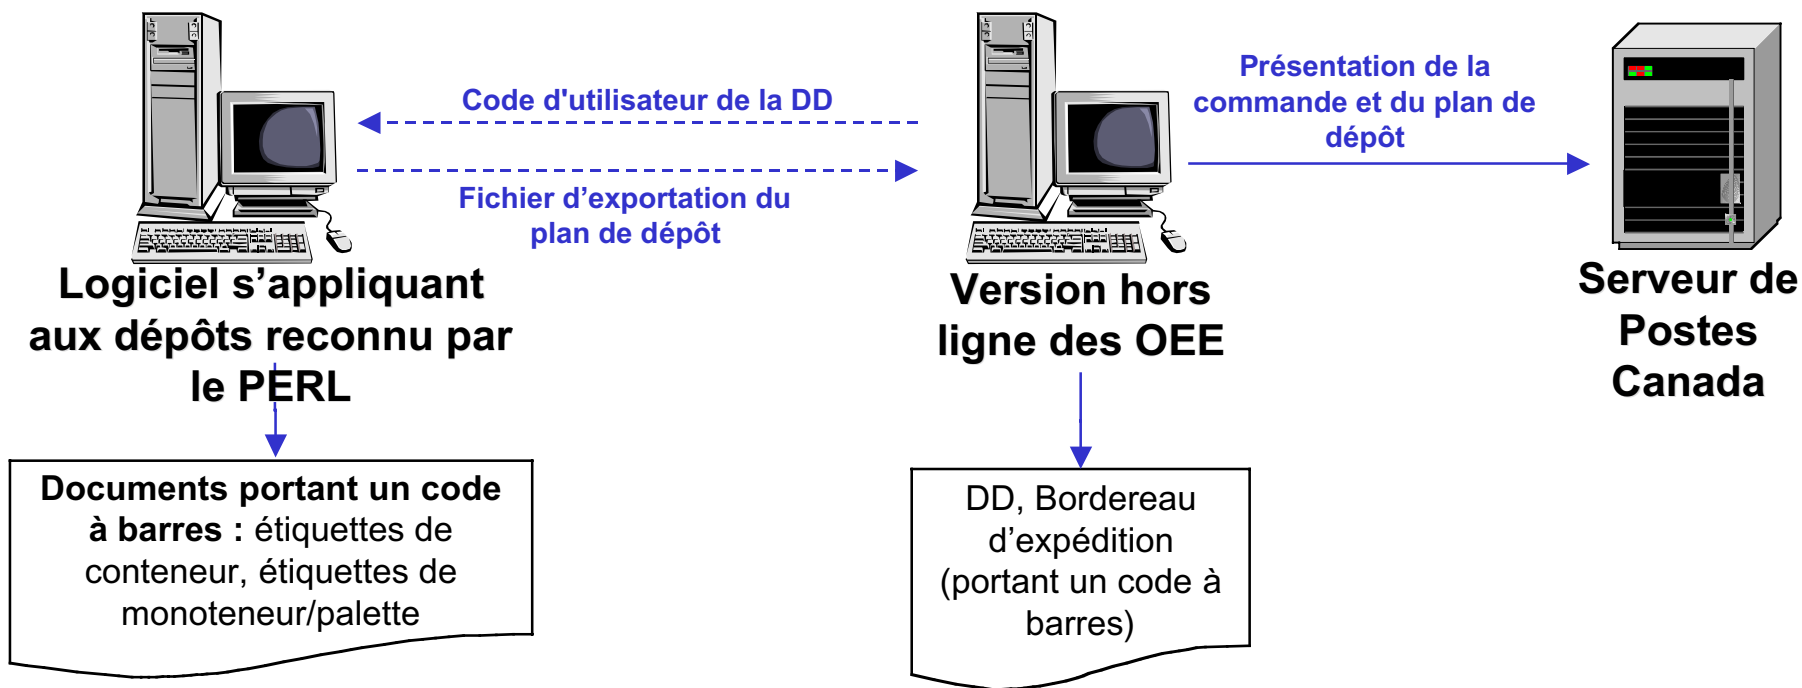 Code d'utilisateur de la DD
Fichier d’exportation du
plan de dépôt
Présentation de la
commande et du plan de
dépôt
Logiciel s’appliquant
aux dépôts reconnu par
le PERL
Version hors
ligne des OEE
Serveur de
Postes
Canada
Documents portant un code
à barres : étiquettes de
conteneur, étiquettes de
monoteneur/palette
DD, Bordereau
d’expédition
(portant un code à
barres)